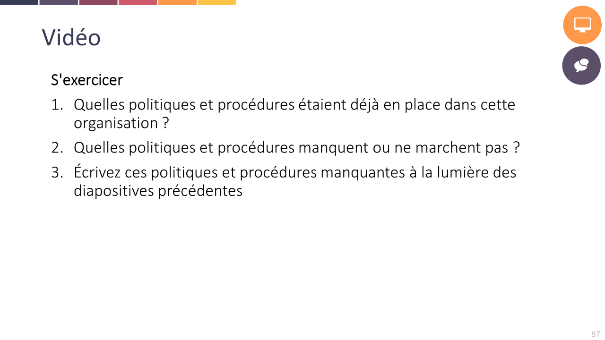 Vidéo
S'exercicer
1. Quelles politiques et procédures étaient déjà en place dans cette
organisation ?
2. Quelles politiques et procédures manquent ou ne marchent pas ?
3. Écrivez ces politiques et procédures manquantes à la lumière des
diapositives précédentes
97